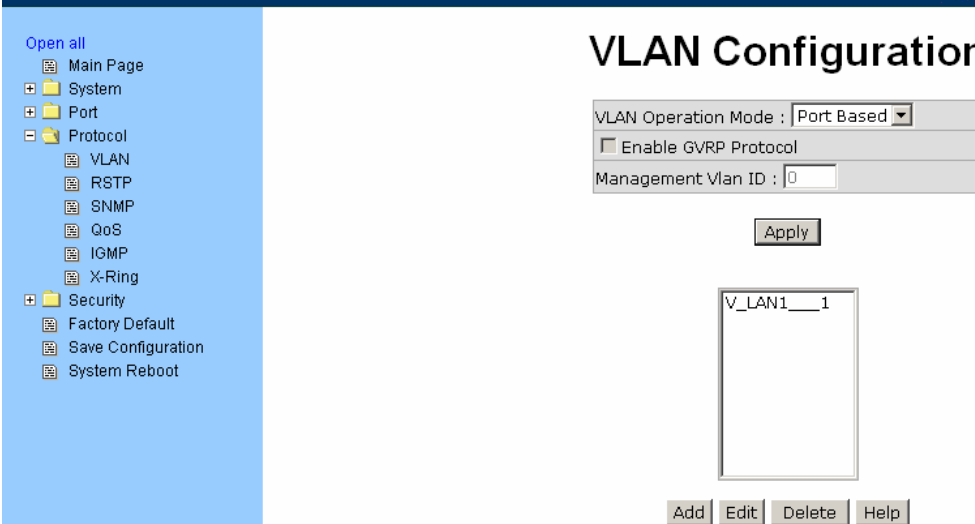 Open all
Main Page
System
Port
Protocol
VLAN
RSTP
SNMP
QoS
IGMP
X-Ring
Security
Factory Default
Save Configuration
System Reboot
VLAN Configuration
VLAN Operation Mode : Port Based
Enable GVRP Protocol
Management Vlan ID : 0
Apply
V_LAN1___1
Add Edit Delete Help